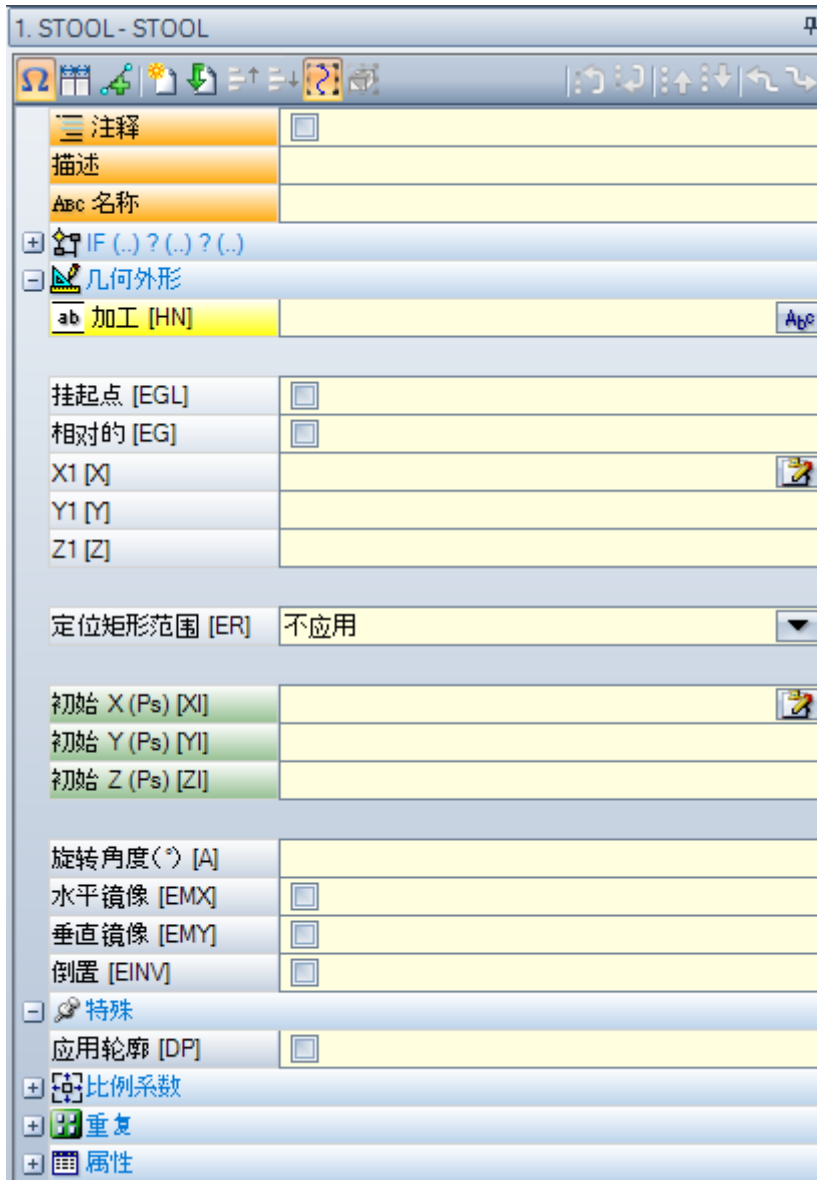 1. STOOL - STOOL
注释
描述
ABC 名称
IF (..) ? (..) ? (..)
几何外形
ab 加工 [HN]
Abc
挂起点 [EGL]
相对的 [EG]
X1 [X]
Y1 [Y]
Z1 [Z]
定位矩形范围 [ER] 不应用
初始 X (Ps) [XI]
初始 Y (Ps) [YI]
初始 Z (Ps) [ZI]
旋转角度(°) [A]
水平镜像 [EMX]
垂直镜像 [EMY]
倒置 [EINV]
特殊
应用轮廓 [DP]
比例系数
重复
属性